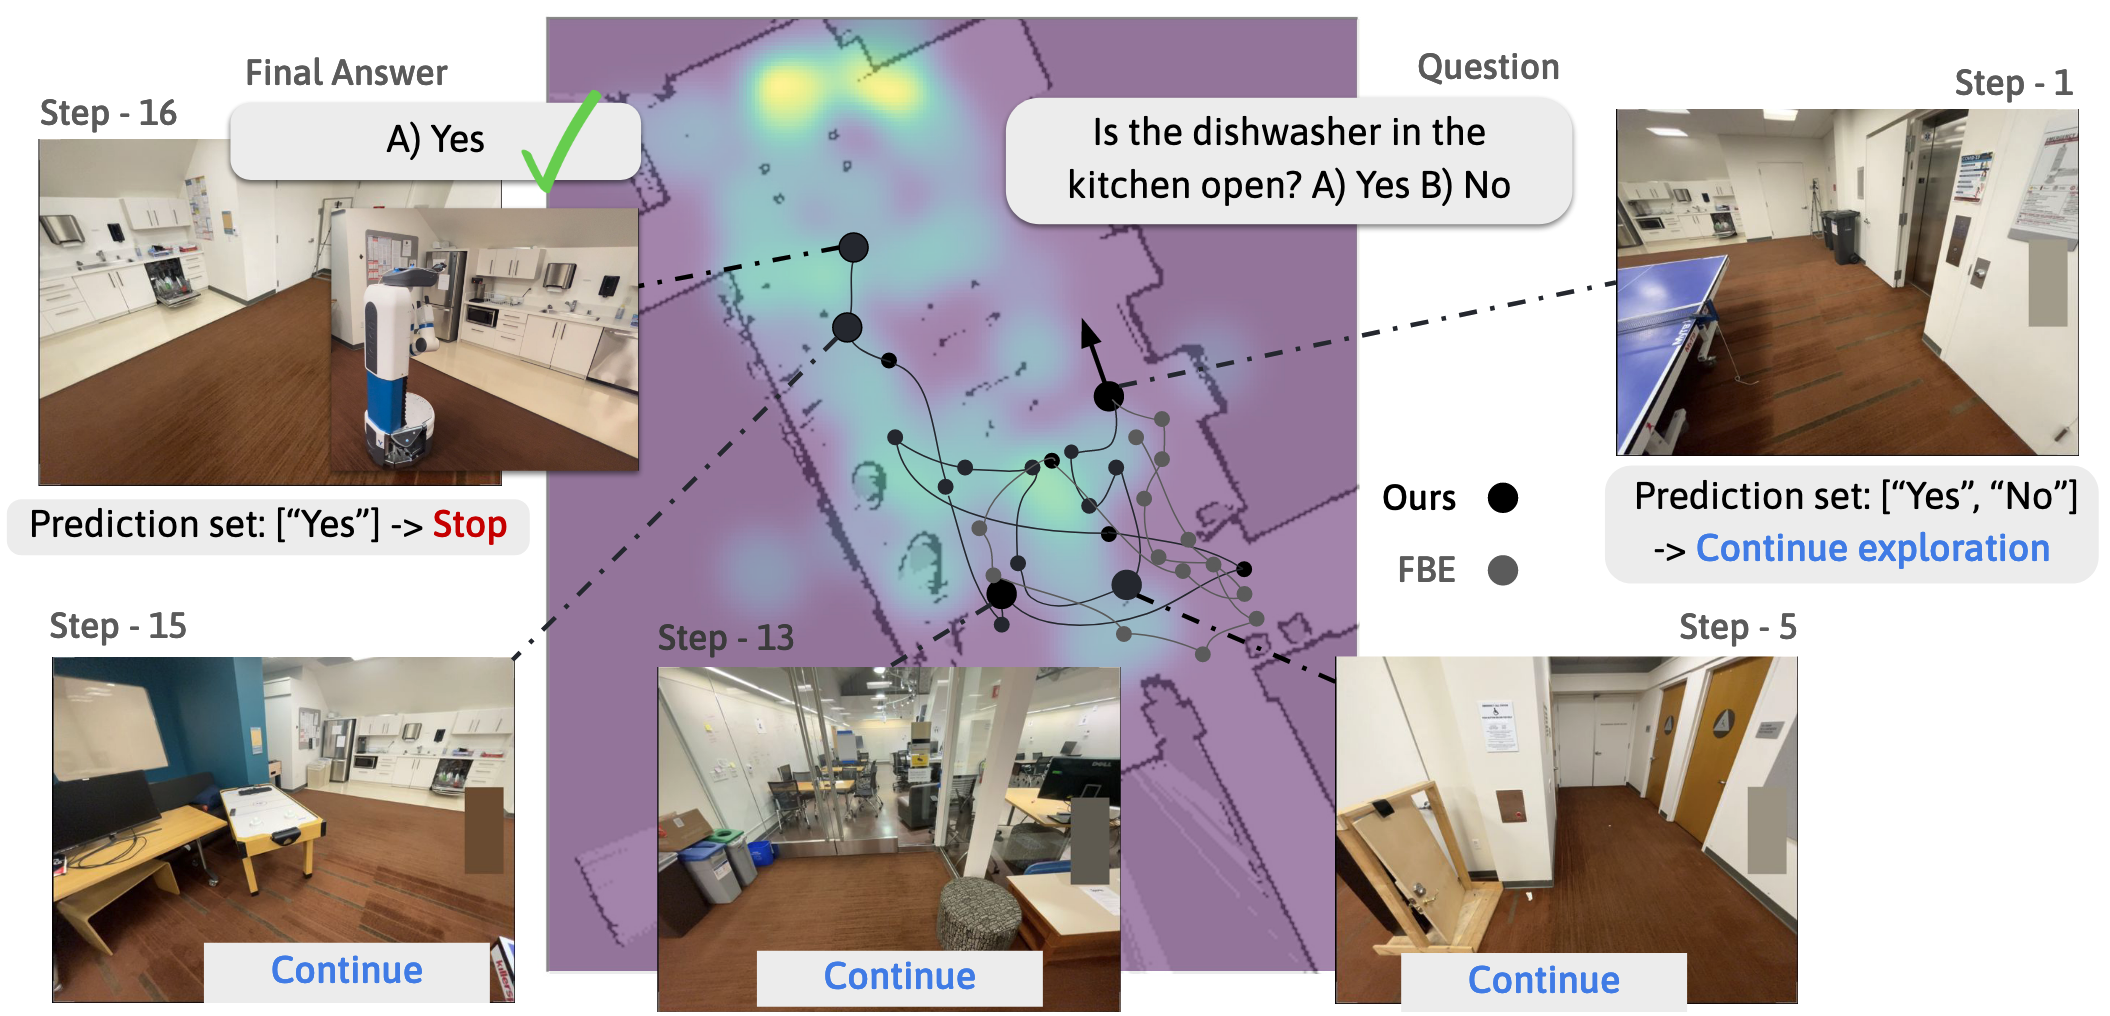 Final Answer
A) Yes
Step - 16
Prediction set: [“Yes”] -> Stop
Question
Is the dishwasher in the
kitchen open? A) Yes B) No
Step - 1
Prediction set: [“Yes”, “No”]
-> Continue exploration
Ours
FBE
Step - 15
Continue
Step - 13
DELL
Continue
Step - 5
Continue